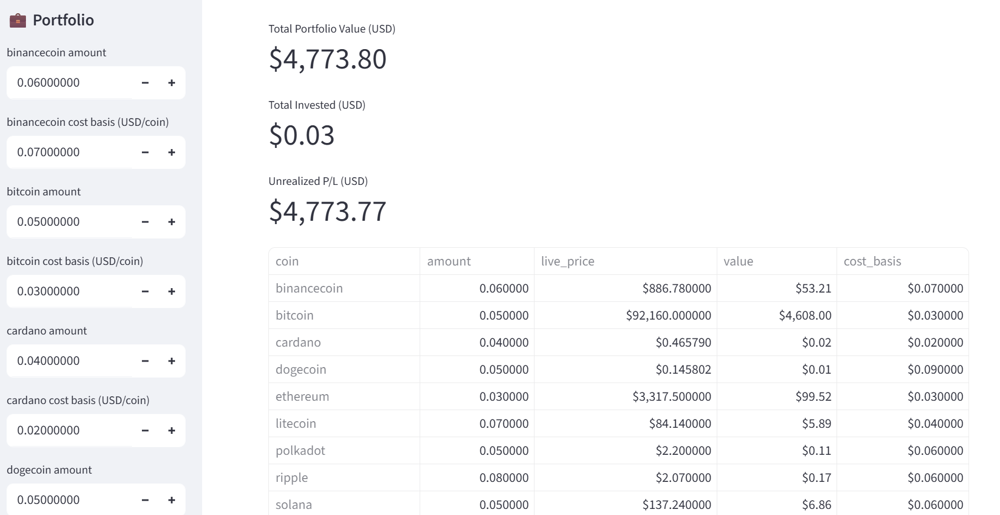 💼 Portfolio
binancecoin amount
0.06000000 − +
binancecoin cost basis (USD/coin)
0.07000000 − +
bitcoin amount
0.05000000 − +
bitcoin cost basis (USD/coin)
0.03000000 − +
cardano amount
0.04000000 − +
cardano cost basis (USD/coin)
0.02000000 − +
dogecoin amount
0.05000000 − +
Total Portfolio Value (USD)
$4,773.80
Total Invested (USD)
$0.03
Unrealized P/L (USD)
$4,773.77
coin amount live_price value cost_basis
binancecoin 0.060000 $886.780000 $53.21 $0.070000
bitcoin 0.050000 $92,160.000000 $4,608.00 $0.030000
cardano 0.040000 $0.465790 $0.02 $0.020000
dogecoin 0.050000 $0.145802 $0.01 $0.090000
ethereum 0.030000 $3,317.500000 $99.52 $0.030000
litecoin 0.070000 $84.140000 $5.89 $0.040000
polkadot 0.050000 $2.200000 $0.11 $0.060000
ripple 0.080000 $2.070000 $0.17 $0.060000
solana 0.050000 $137.240000 $6.86 $0.060000